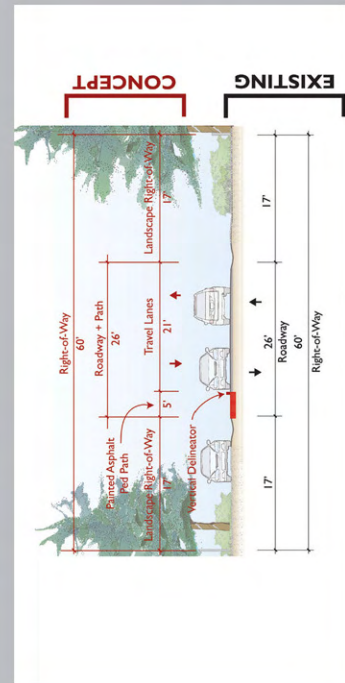 CONCEPT
Right-of-Way
60'
Roadway + Path
26'
Painted Asphalt
Ped Path
Landscape Right-of-Way
17'
5'
Travel Lanes
21'
Landscape Right-of-Way
17'
Vertical Delineator
EXISTING
17'
26'
Roadway
17'
60'
Right-of-Way